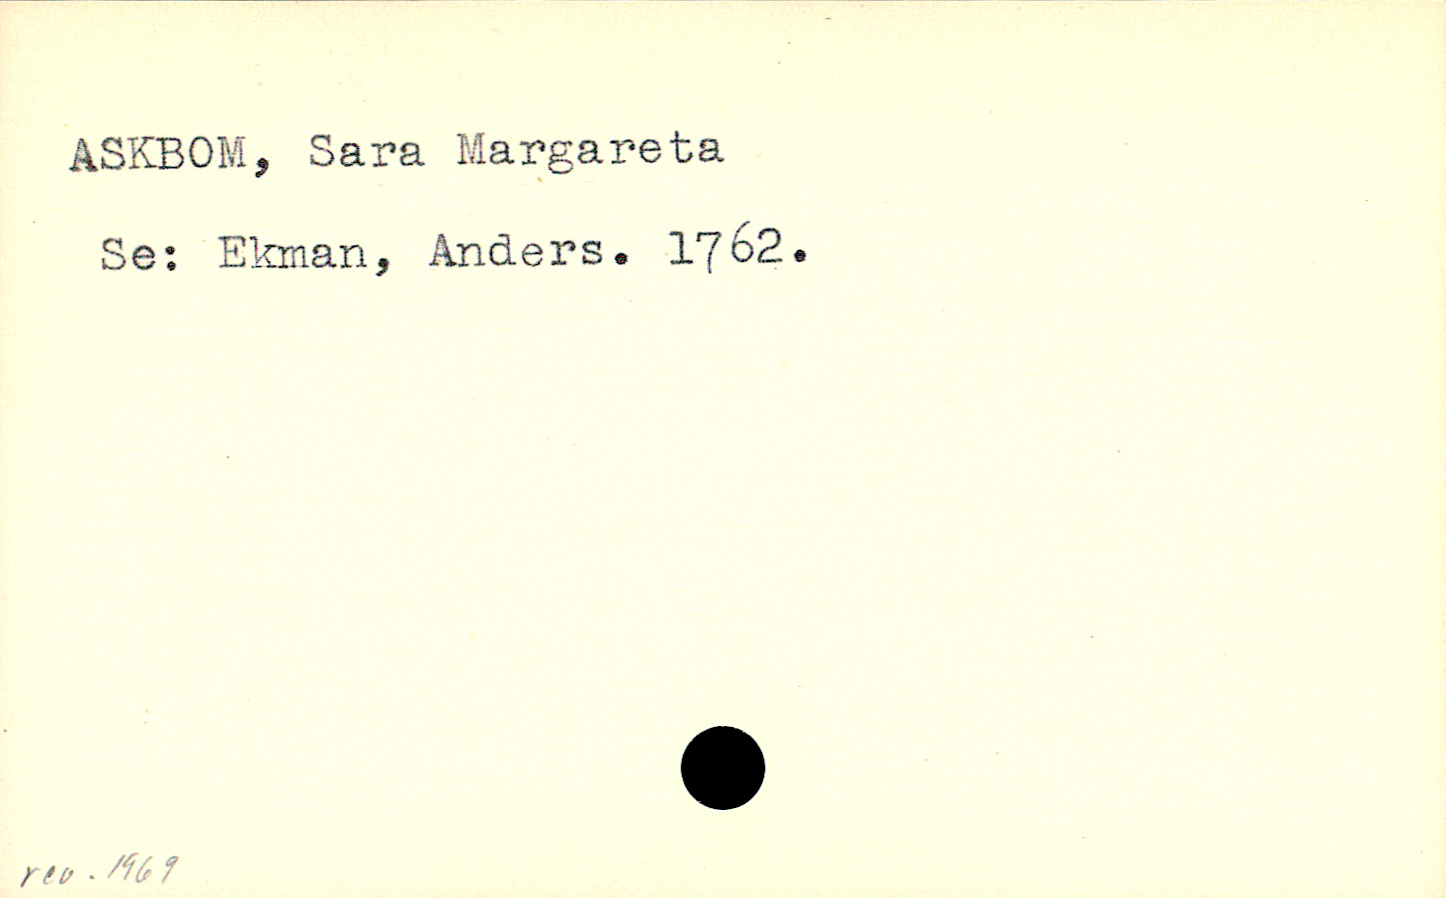 ASKBOM, Sara Margareta
Se: Ekman, Anders. 1762.
rev. 1969